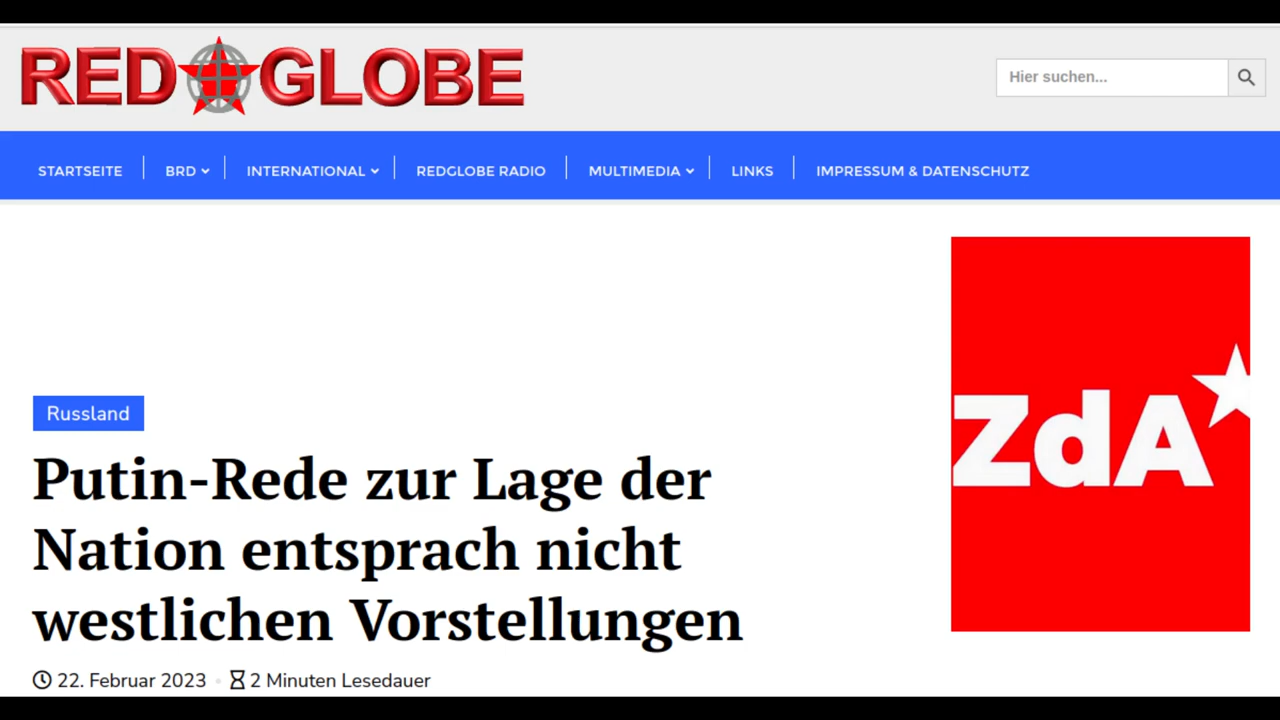 RED GLOBE
Hier suchen...
STARTSEITE BRD INTERNATIONAL REDGLOBE RADIO MULTIMEDIA LINKS IMPRESSUM & DATENSCHUTZ
ZdA
Russland
Putin-Rede zur Lage der
Nation entsprach nicht
westlichen Vorstellungen
22. Februar 2023 2 Minuten Lesedauer